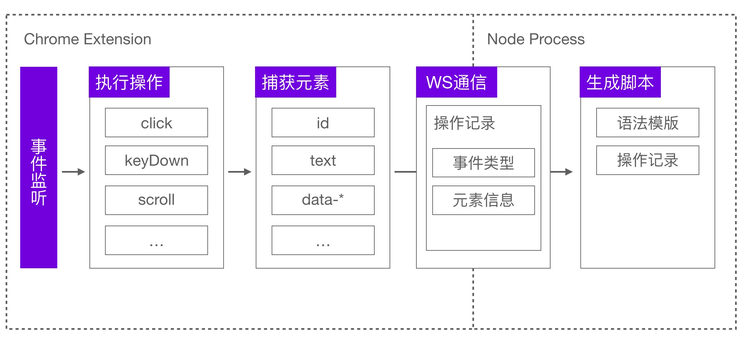 Chrome Extension
Node Process
事件监听
执行操作
click
keyDown
scroll
...
捕获元素
id
text
data-*
...
WS通信
操作记录
事件类型
元素信息
生成脚本
语法模版
操作记录